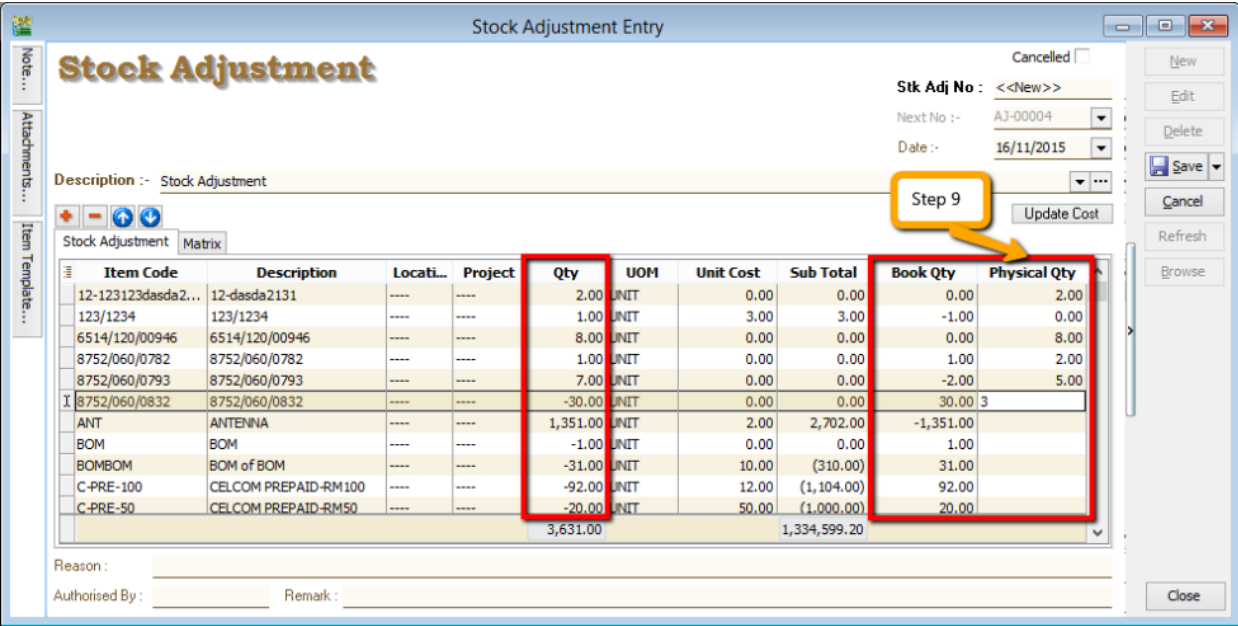 Stock Adjustment Entry
Note...
Attachments...
Item Template...
Stock Adjustment
Cancelled
Stk Adj No : <<New>>
Next No :- AJ-00004
Date :- 16/11/2015
Description :- Stock Adjustment
Step 9
Update Cost
Stock Adjustment Matrix
Item Code Description Locati... Project Qty UOM Unit Cost Sub Total Book Qty Physical Qty
12-123123dasda2... 12-dasda2131 ---- ---- 2.00 UNIT 0.00 0.00 0.00 2.00
123/1234 123/1234 ---- ---- 1.00 UNIT 3.00 3.00 -1.00 0.00
6514/120/00946 6514/120/00946 ---- ---- 8.00 UNIT 0.00 0.00 0.00 8.00
8752/060/0782 8752/060/0782 ---- ---- 1.00 UNIT 0.00 0.00 1.00 2.00
8752/060/0793 8752/060/0793 ---- ---- 7.00 UNIT 0.00 0.00 -2.00 5.00
8752/060/0832 8752/060/0832 ---- ---- -30.00 UNIT 0.00 0.00 30.00 3
ANT ANTENNA ---- ---- 1,351.00 UNIT 2.00 2,702.00 -1,351.00
BOM BOM ---- ---- -1.00 UNIT 0.00 0.00 1.00
BOMBOM BOM of BOM ---- ---- -31.00 UNIT 10.00 (310.00) 31.00
C-PRE-100 CELCOM PREPAID-RM100 ---- ---- -92.00 UNIT 12.00 (1,104.00) 92.00
C-PRE-50 CELCOM PREPAID-RM50 ---- ---- -20.00 UNIT 50.00 (1,000.00) 20.00
3,631.00 1,334,599.20
Reason :
Authorised By : Remark :
New
Edit
Delete
Save
Cancel
Refresh
Browse
Close